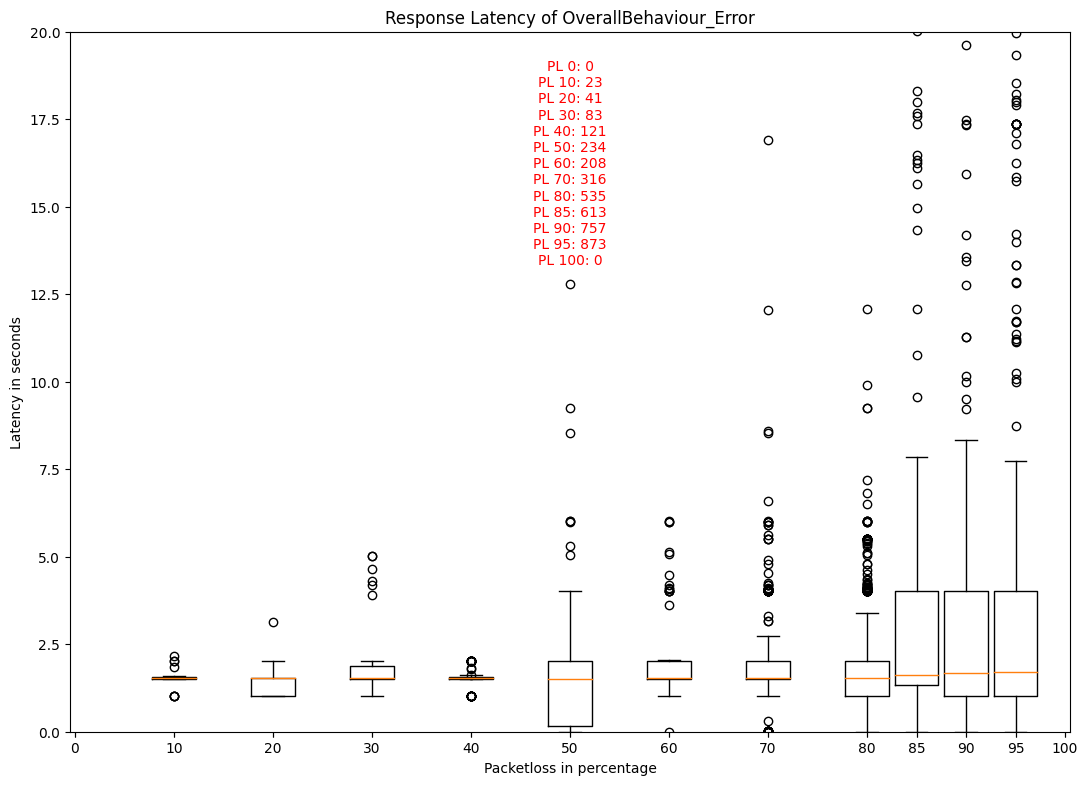 Response Latency of OverallBehaviour_Error
20.0
17.5
15.0
12.5
10.0
7.5
5.0
2.5
0.0
Latency in seconds
PL 0: 0
PL 10: 23
PL 20: 41
PL 30: 83
PL 40: 121
PL 50: 234
PL 60: 208
PL 70: 316
PL 80: 535
PL 85: 613
PL 90: 757
PL 95: 873
PL 100: 0
0 10 20 30 40 50 60 70 80 85 90 95 100
Packetloss in percentage